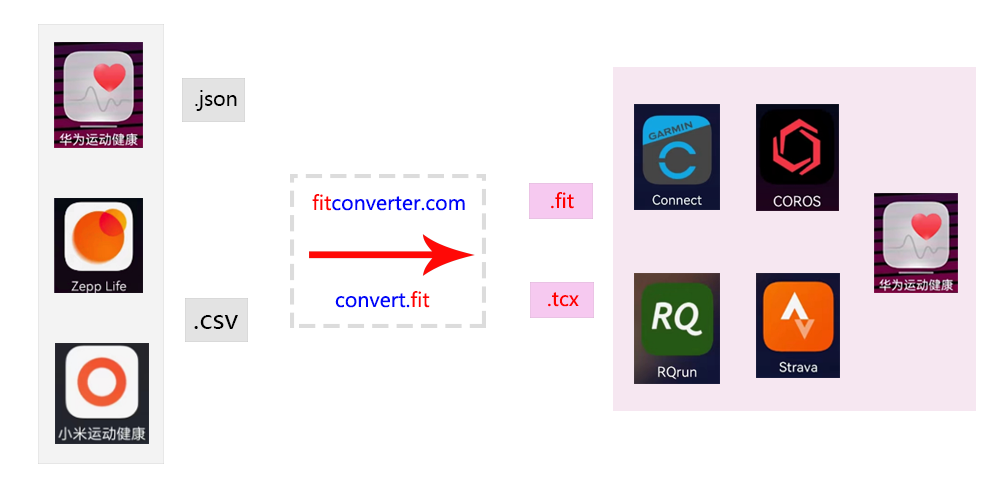 华为运动健康
.json
Zepp Life
.csv
小米运动健康
fitconverter.com
convert.fit
.fit
.tcx
GARMIN
Connect
COROS
华为运动健康
RQ
RQrun
Strava